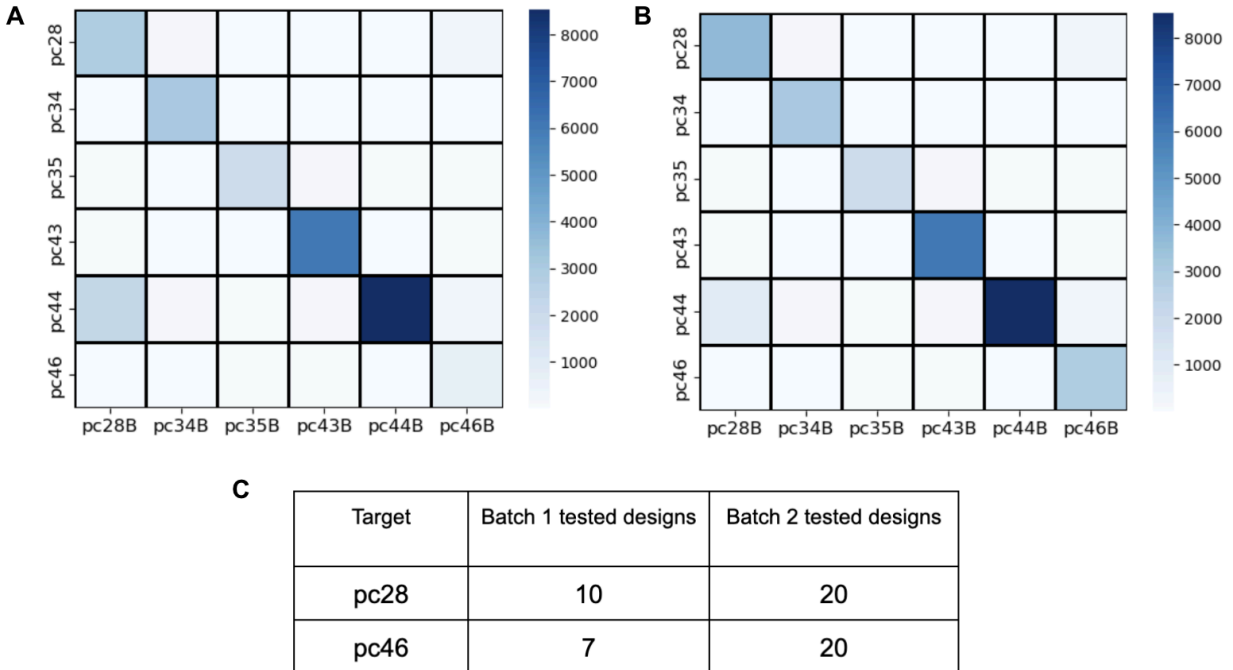 A
pc28
pc34
pc35
pc43
pc44
pc46
pc28B pc34B pc35B pc43B pc44B pc46B
8000
7000
6000
5000
4000
3000
2000
1000
B
pc28
pc34
pc35
pc43
pc44
pc46
pc28B pc34B pc35B pc43B pc44B pc46B
8000
7000
6000
5000
4000
3000
2000
1000
C
Target Batch 1 tested designs Batch 2 tested designs
pc28 10 20
pc46 7 20